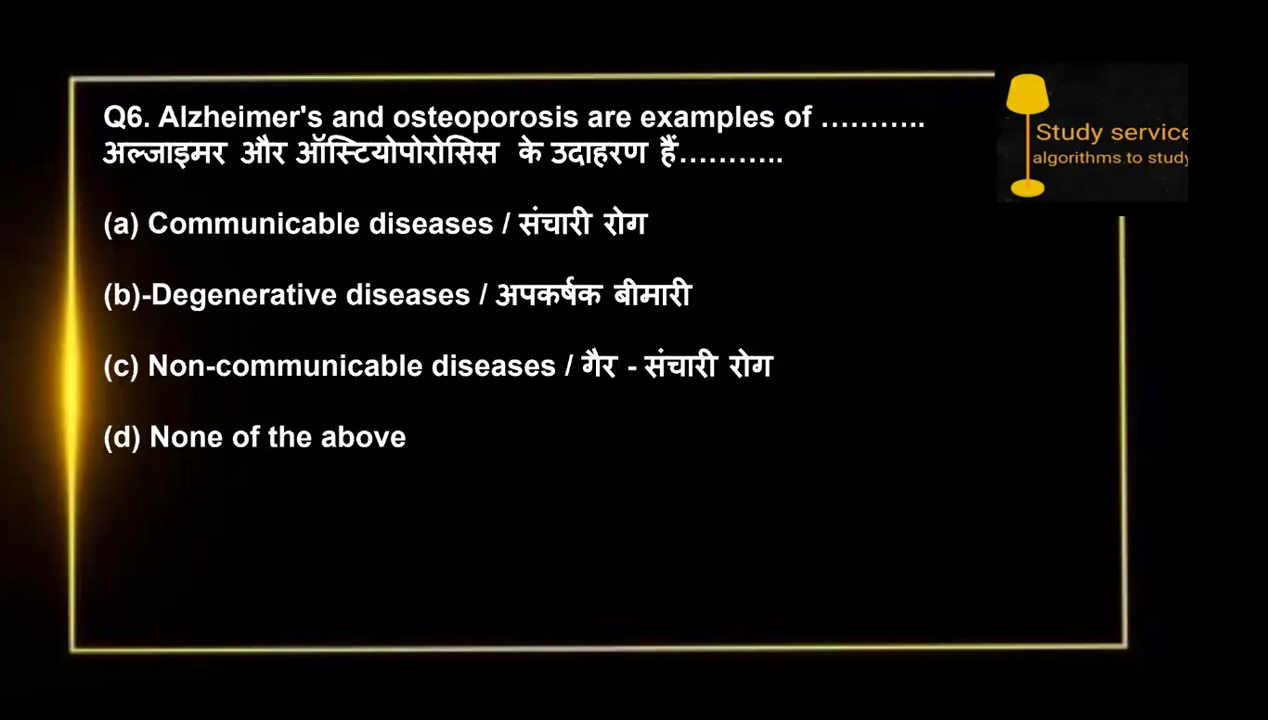 Q6. Alzheimer's and osteoporosis are examples of ………..
अल्जाइमर और ऑस्टियोपोरोसिस के उदाहरण हैं………..
(a) Communicable diseases / संचारी रोग
(b)-Degenerative diseases / अपकर्षक बीमारी
(c) Non-communicable diseases / गैर - संचारी रोग
(d) None of the above
Study service
algorithms to study